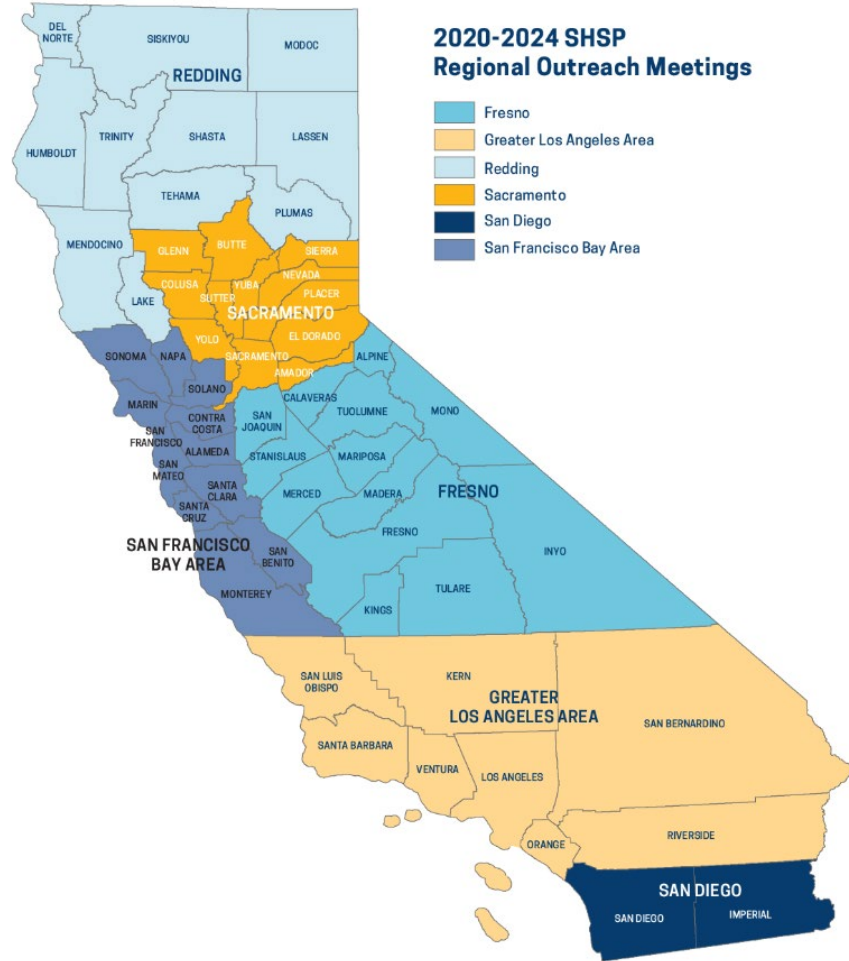 2020-2024 SHSP
Regional Outreach Meetings
Fresno
Greater Los Angeles Area
Redding
Sacramento
San Diego
San Francisco Bay Area
DEL
NORTE
SISKIYOU
MODOC
REDDING
HUMBOLDT
TRINITY
SHASTA
LASSEN
TEHAMA
PLUMAS
MENDOCINO
LAKE
GLENN
BUTTE
SIERRA
COLUSA
SUTTER
YUBA
NEVADA
PLACER
SACRAMENTO
YOLO
EL DORADO
SACRAMENTO
AMADOR
SONOMA
NAPA
SOLANO
MARIN
CONTRA
COSTA
SAN
FRANCISCO
ALAMEDA
SAN
MATEO
SANTA
CLARA
SANTA
CRUZ
SAN FRANCISCO
BAY AREA
SAN
BENITO
MONTEREY
ALPINE
CALAVERAS
TUOLUMNE
MONO
SAN
JOAQUIN
STANISLAUS
MARIPOSA
MERCED
MADERA
FRESNO
FRESNO
INYO
KINGS
TULARE
SAN LUIS
OBISPO
KERN
GREATER
LOS ANGELES AREA
SAN BERNARDINO
SANTA BARBARA
VENTURA
LOS ANGELES
ORANGE
RIVERSIDE
SAN DIEGO
SAN DIEGO
IMPERIAL